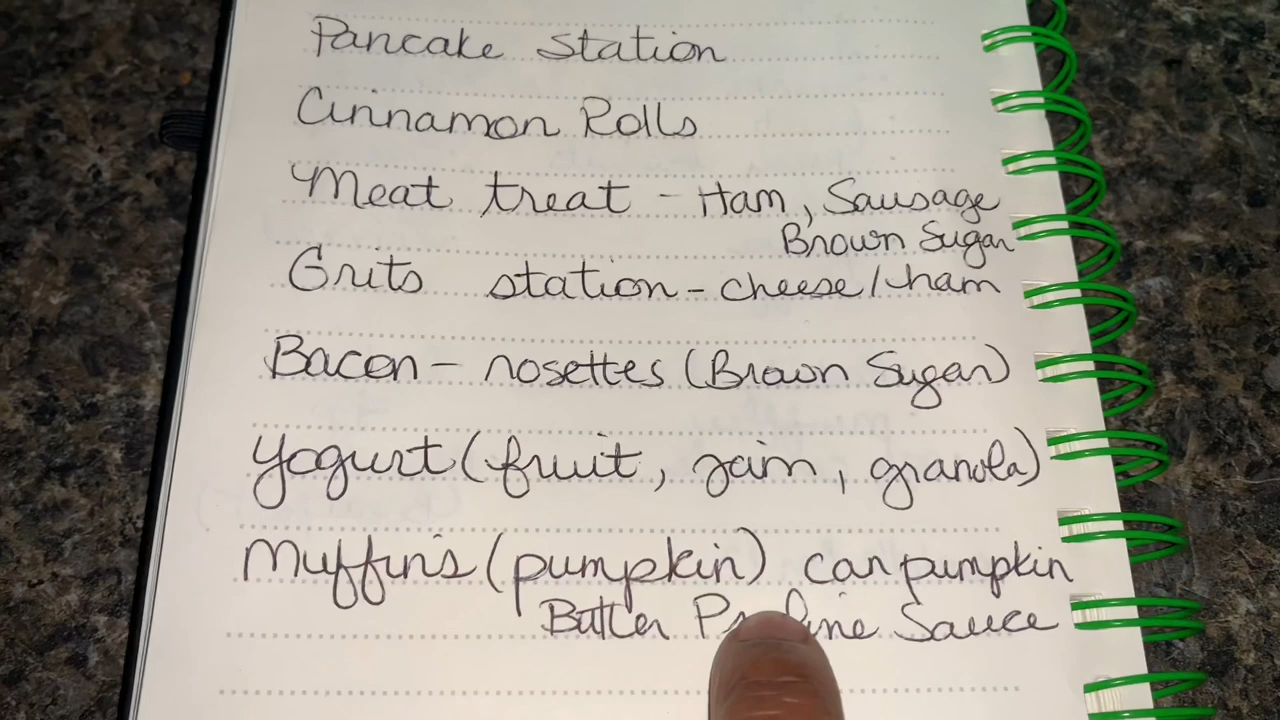 Pancake Station
Cinnamon Rolls
Meat treat - Ham, Sausage
Brown Sugar
Grits station - cheese/ham
Bacon - rosettes (Brown Sugar)
Yogurt (fruit, jam, granola)
Muffins (pumpkin) can pumpkin
Butter Sauce